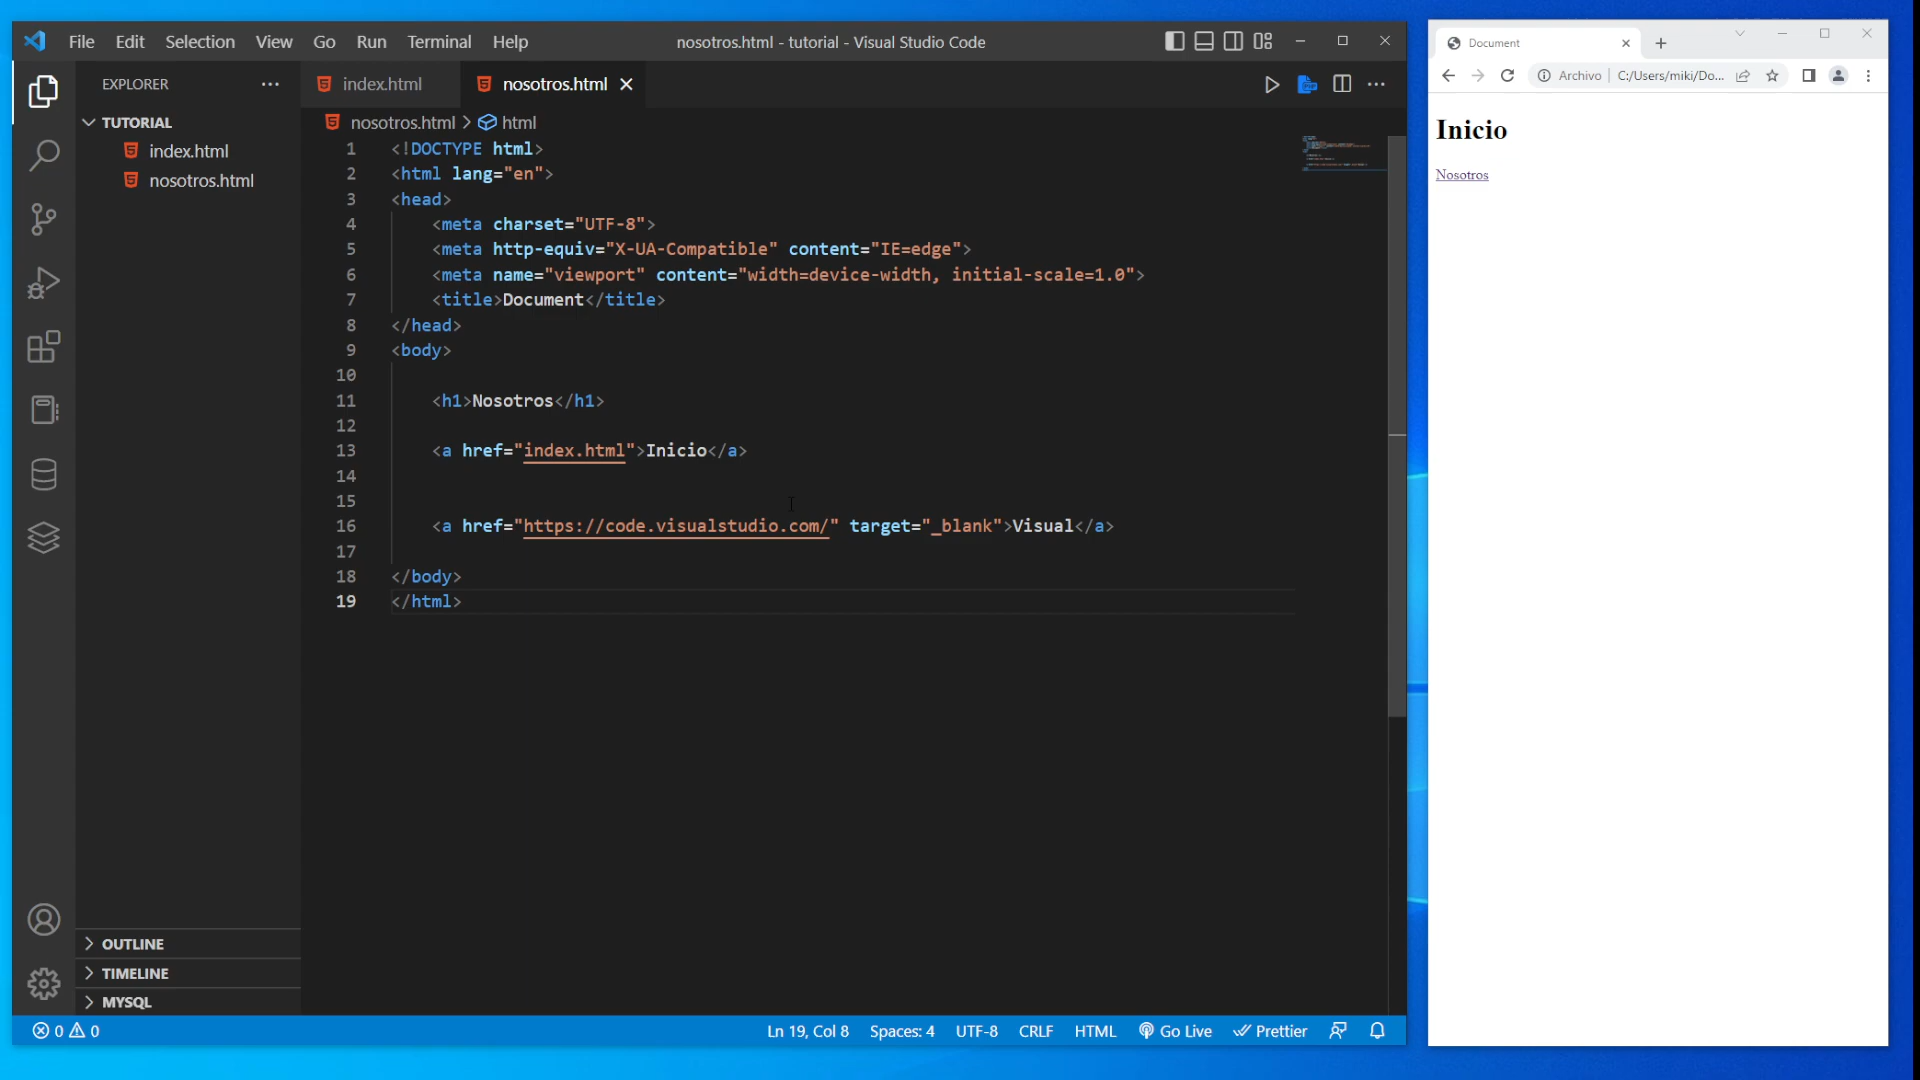 File Edit Selection View Go Run Terminal Help
nosotros.html - tutorial - Visual Studio Code
EXPLORER
TUTORIAL
index.html
nosotros.html
OUTLINE
TIMELINE
MYSQL
index.html
nosotros.html
nosotros.html > html
1 <!DOCTYPE html>
2 <html lang="en">
3 <head>
4 <meta charset="UTF-8">
5 <meta http-equiv="X-UA-Compatible" content="IE=edge">
6 <meta name="viewport" content="width=device-width, initial-scale=1.0">
7 <title>Document</title>
8 </head>
9 <body>
10
11 <h1>Nosotros</h1>
12
13 <a href="index.html">Inicio</a>
14
15
16 <a href="https://code.visualstudio.com/" target="_blank">Visual</a>
17
18 </body>
19 </html>
0 0
Ln 19, Col 8 Spaces: 4 UTF-8 CRLF HTML Go Live Prettier
Document
Archivo C:/Users/miki/Do...
Inicio
Nosotros